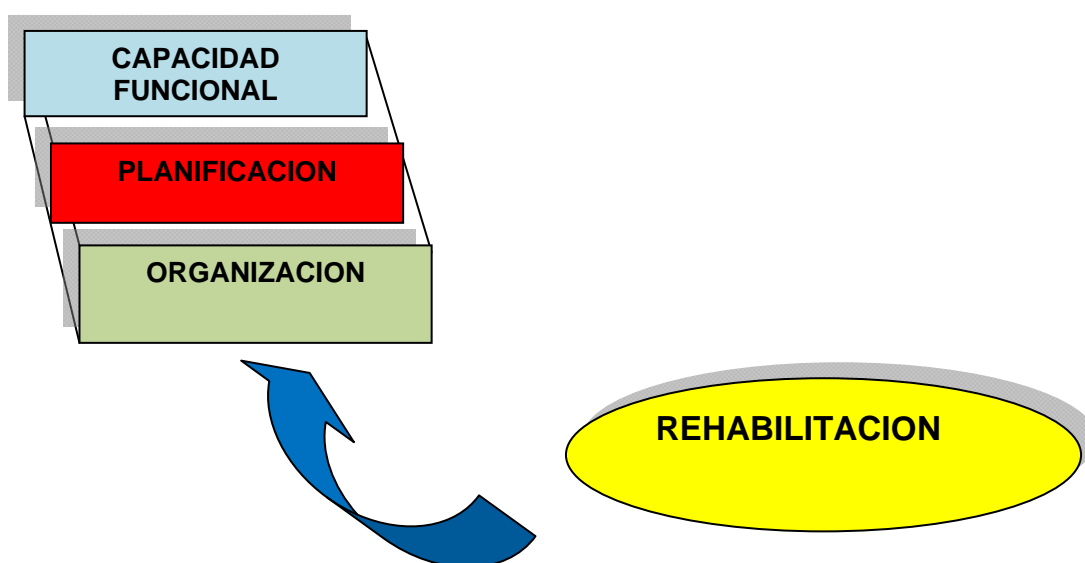 CAPACIDAD
FUNCIONAL
PLANIFICACION
ORGANIZACION
REHABILITACION